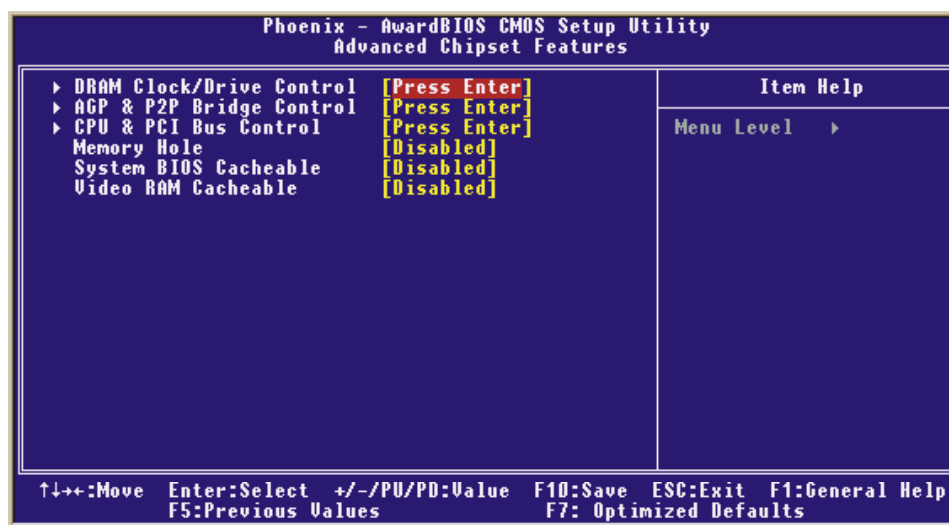 Phoenix - AwardBIOS CMOS Setup Utility
Advanced Chipset Features
▸ DRAM Clock/Drive Control [Press Enter]
▸ AGP & P2P Bridge Control [Press Enter]
▸ CPU & PCI Bus Control [Press Enter]
Memory Hole [Disabled]
System BIOS Cacheable [Disabled]
Video RAM Cacheable [Disabled]
Item Help
Menu Level ▸
↑↓→←:Move Enter:Select +/-/PU/PD:Value F10:Save ESC:Exit F1:General Help
F5:Previous Values F7: Optimized Defaults